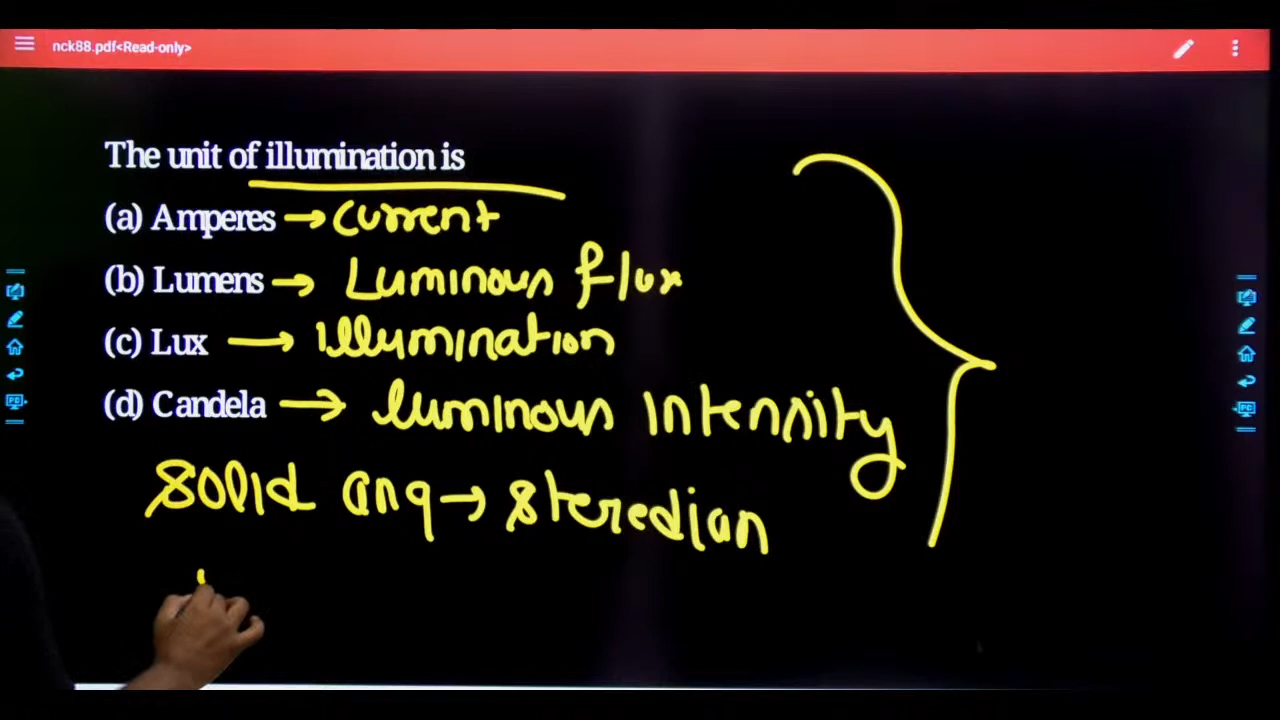 nck88.pdf<Read-only>
The unit of illumination is
(a) Amperes → Current
(b) Lumens → Luminous flux
(c) Lux → illumination
(d) Candela → luminous intensity
Solid ang → Steredian